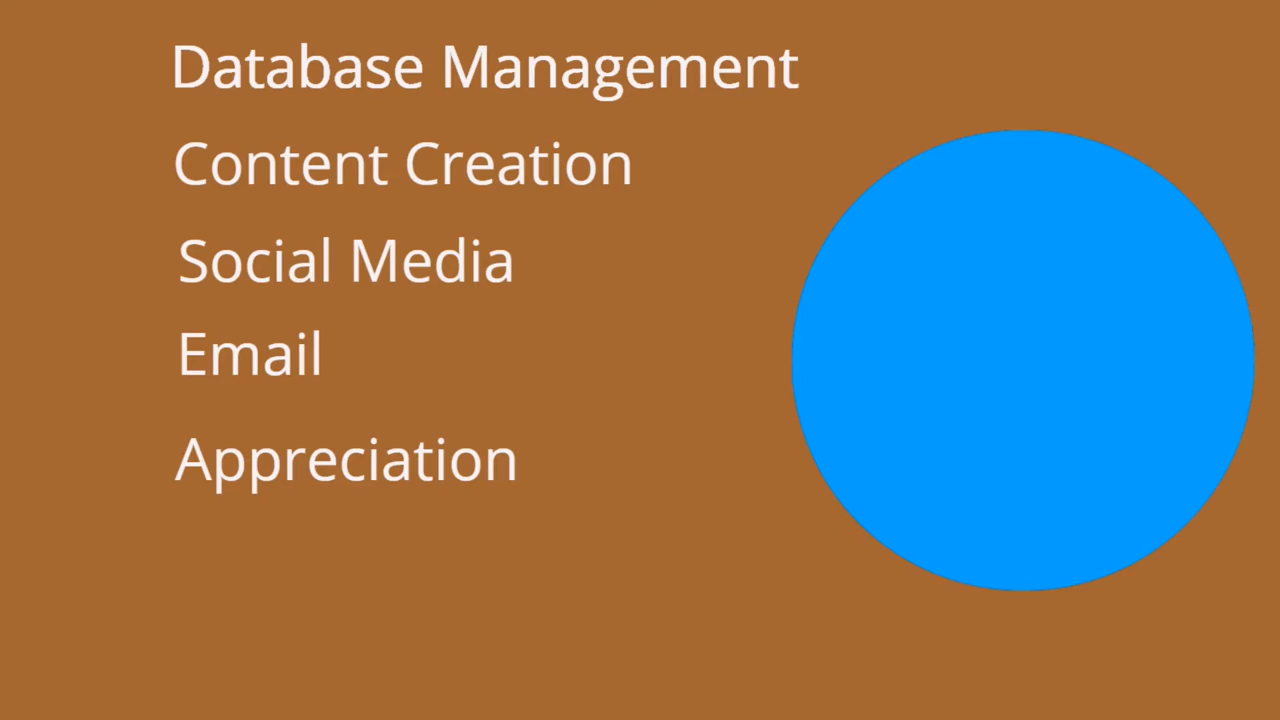 Database Management
Content Creation
Social Media
Email
Appreciation